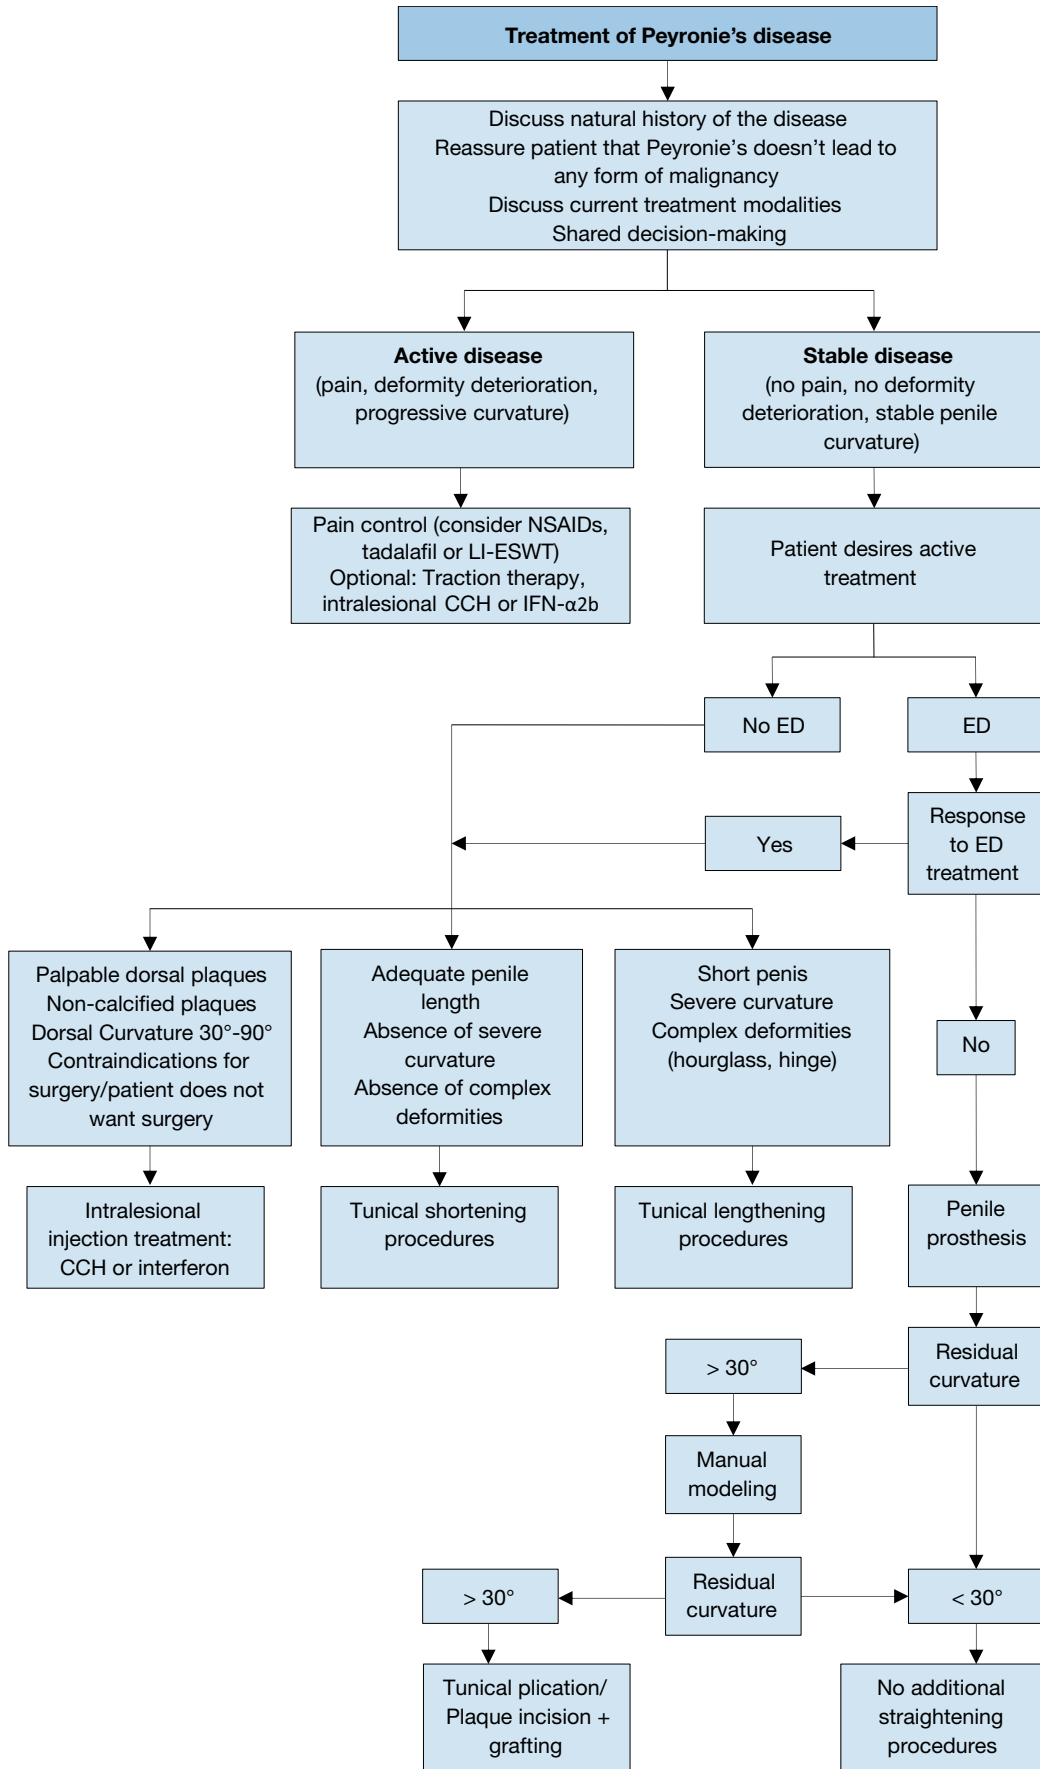 Treatment of Peyronie’s disease
Discuss natural history of the disease
Reassure patient that Peyronie’s doesn’t lead to
any form of malignancy
Discuss current treatment modalities
Shared decision-making
Active disease
(pain, deformity deterioration,
progressive curvature)
Stable disease
(no pain, no deformity
deterioration, stable penile
curvature)
Pain control (consider NSAIDs,
tadalafil or LI-ESWT)
Optional: Traction therapy,
intralesional CCH or IFN-α2b
Patient desires active
treatment
No ED
ED
Yes
Response
to ED
treatment
Palpable dorsal plaques
Non-calcified plaques
Dorsal Curvature 30°-90°
Contraindications for
surgery/patient does not
want surgery
Adequate penile
length
Absence of severe
curvature
Absence of complex
deformities
Short penis
Severe curvature
Complex deformities
(hourglass, hinge)
No
Intralesional
injection treatment:
CCH or interferon
Tunical shortening
procedures
Tunical lengthening
procedures
Penile
prosthesis
> 30°
Residual
curvature
Manual
modeling
> 30°
Residual
curvature
< 30°
Tunical plication/
Plaque incision +
grafting
No additional
straightening
procedures